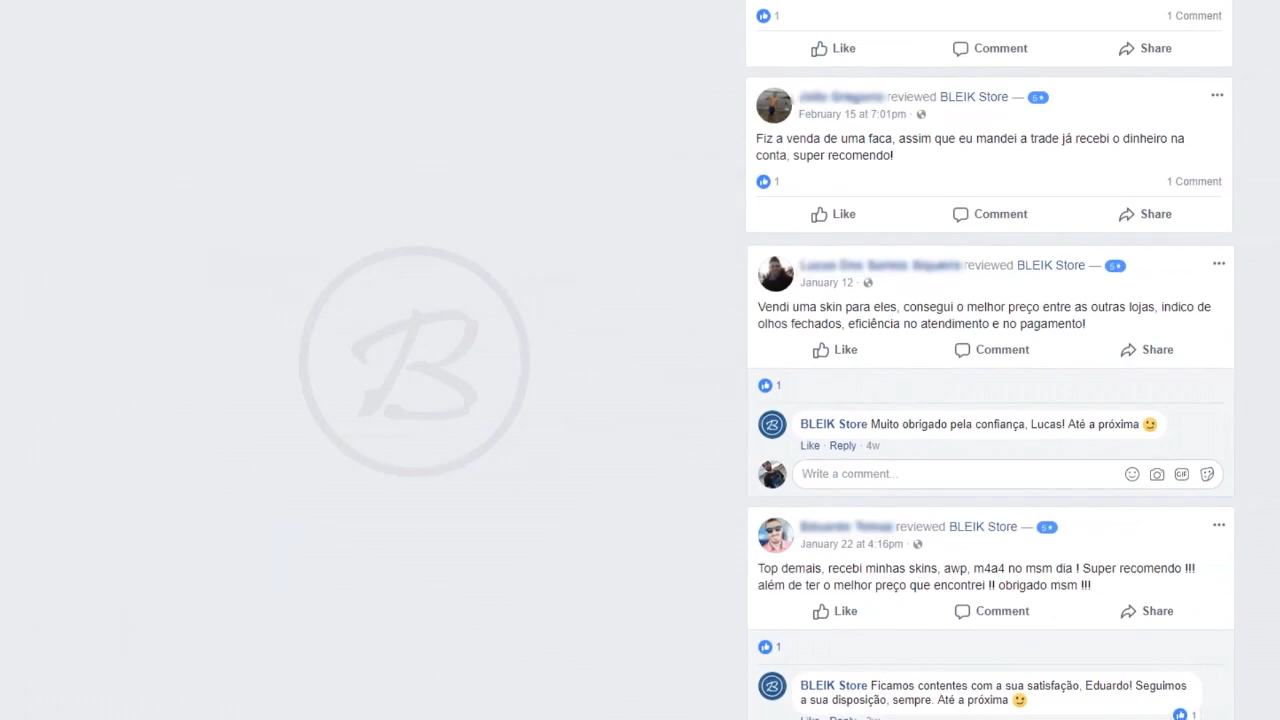 1
1 Comment
Like
Comment
Share
reviewed BLEIK Store — 5★
February 15 at 7:01pm ·
Fiz a venda de uma faca, assim que eu mandei a trade já recebi o dinheiro na
conta, super recomendo!
1
1 Comment
Like
Comment
Share
reviewed BLEIK Store — 5★
January 12 ·
Vendi uma skin para eles, consegui o melhor preço entre as outras lojas, indico de
olhos fechados, eficiência no atendimento e no pagamento!
Like
Comment
Share
1
B
BLEIK Store Muito obrigado pela confiança, Lucas! Até a próxima
Like · Reply · 4w
Write a comment...
GIF
reviewed BLEIK Store — 5★
January 22 at 4:16pm ·
Top demais, recebi minhas skins, awp, m4a4 no msm dia ! Super recomendo !!!
além de ter o melhor preço que encontrei !! obrigado msm !!!
Like
Comment
Share
1
B
BLEIK Store Ficamos contentes com a sua satisfação, Eduardo! Seguimos
a sua disposição, sempre. Até a próxima
1
B